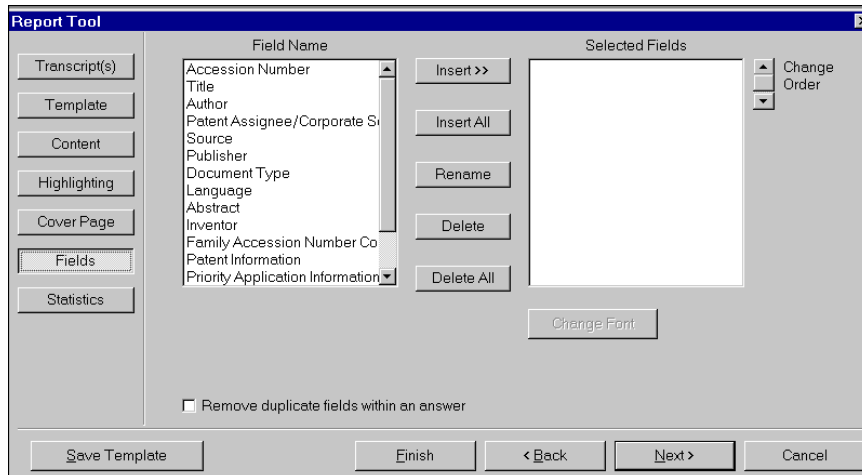 Report Tool
Field Name
Selected Fields
Transcript(s)
Template
Content
Highlighting
Cover Page
Fields
Statistics
Accession Number
Title
Author
Patent Assignee/Corporate
Source
Publisher
Document Type
Language
Abstract
Inventor
Family Accession Number Co
Patent Information
Priority Application Information
Insert >>
Insert All
Rename
Delete
Delete All
Change
Order
Change Font
Remove duplicate fields within an answer
Save Template
Finish
< Back
Next >
Cancel